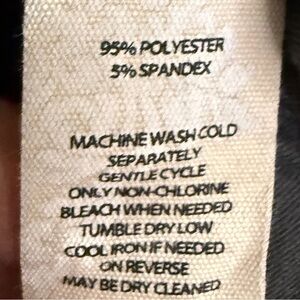 95% POLYESTER
5% SPANDEX
MACHINE WASH COLD
SEPARATELY
GENTLE CYCLE
ONLY NON-CHLORINE
BLEACH WHEN NEEDED
TUMBLE DRY LOW
COOL IRON IF NEEDED
ON REVERSE
MAY BE DRY CLEANED